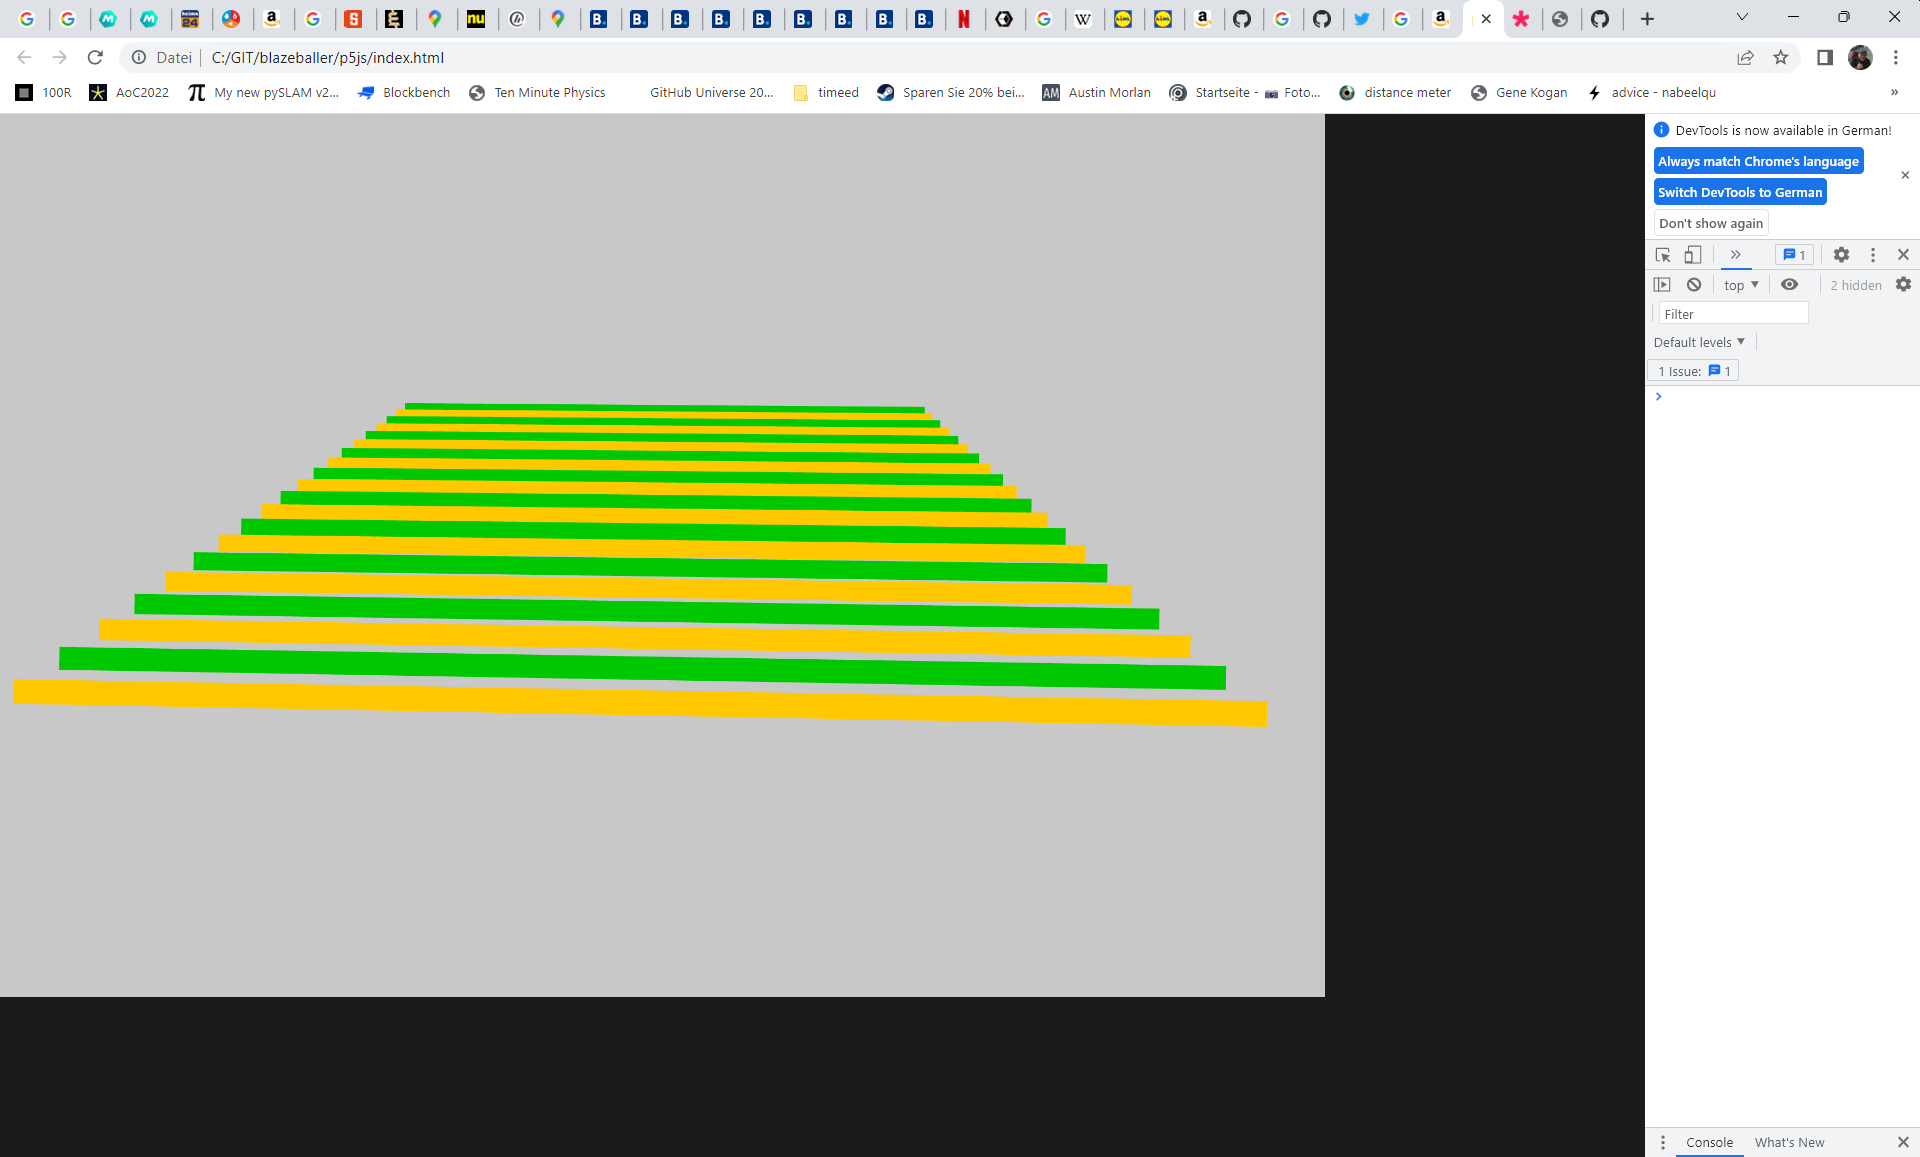 Datei
C:/GIT/blazeballer/p5js/index.html
100R
AoC2022
My new pySLAM v2...
Blockbench
Ten Minute Physics
GitHub Universe 20...
timeed
Sparen Sie 20% bei...
AM
Austin Morlan
Startseite - 📷 Foto...
distance meter
Gene Kogan
advice - nabeelqu
»
DevTools is now available in German!
Always match Chrome's language
Switch DevTools to German
Don't show again
1
top
2 hidden
Filter
Default levels
1 Issue: 1
Console
What's New